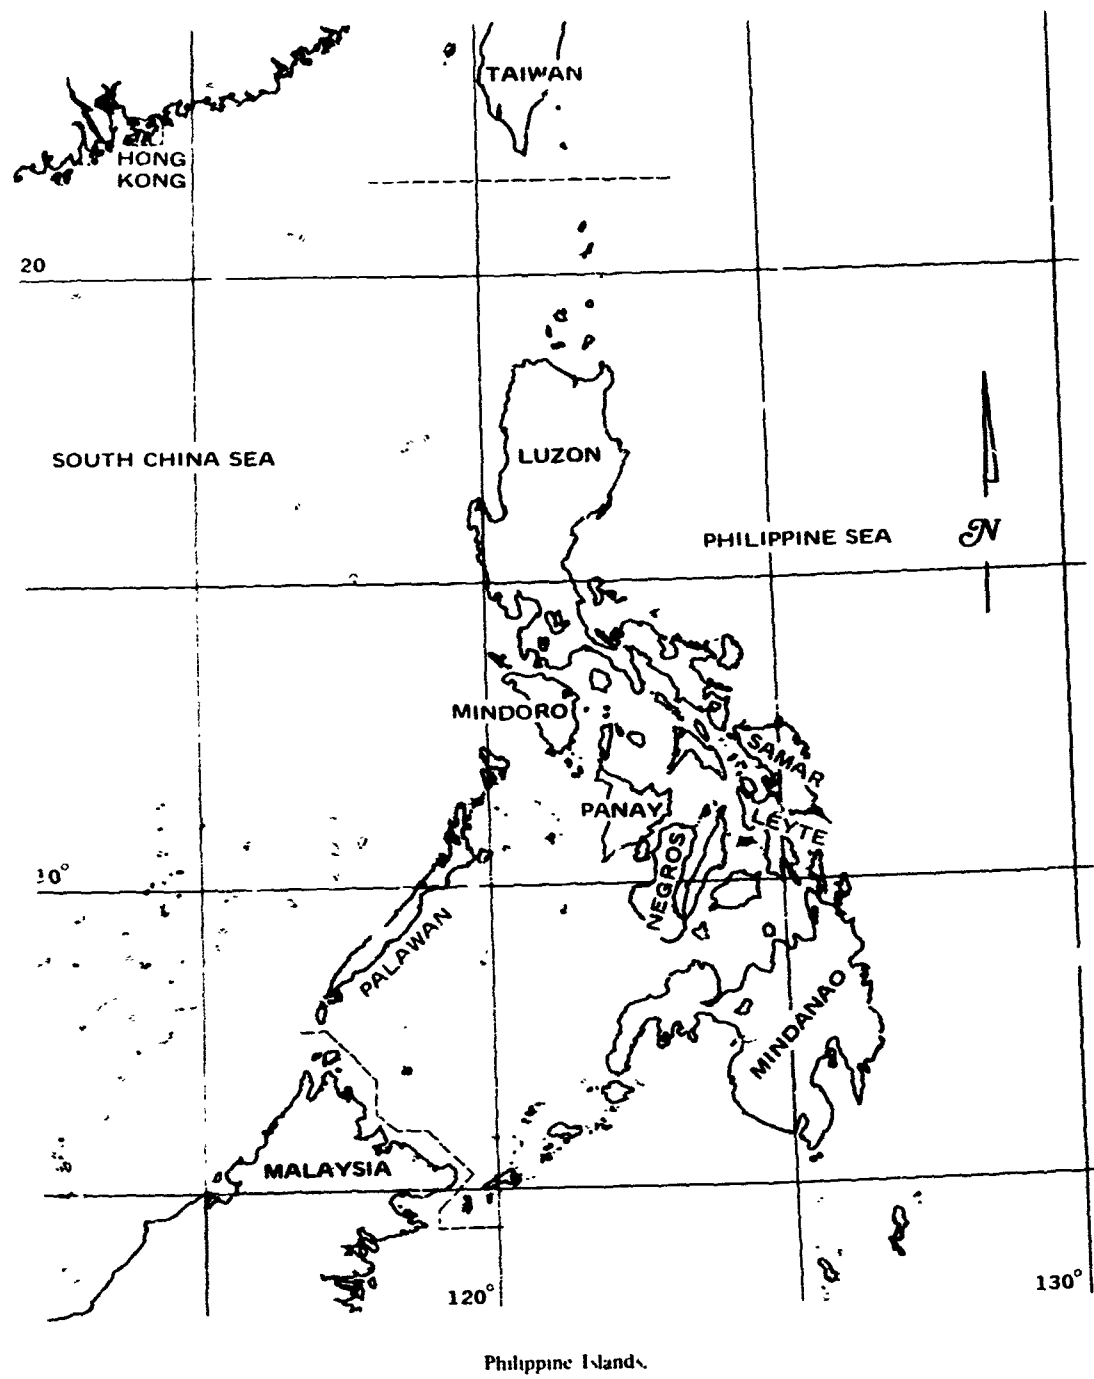 TAIWAN
HONG
KONG
20
LUZON
SOUTH CHINA SEA
PHILIPPINE SEA
N
MINDORO
SAMAR
PANAY
LEYTE
NEGROS
10°
PALAWAN
MINDANAO
MALAYSIA
120°
130°
Philippine Islands.